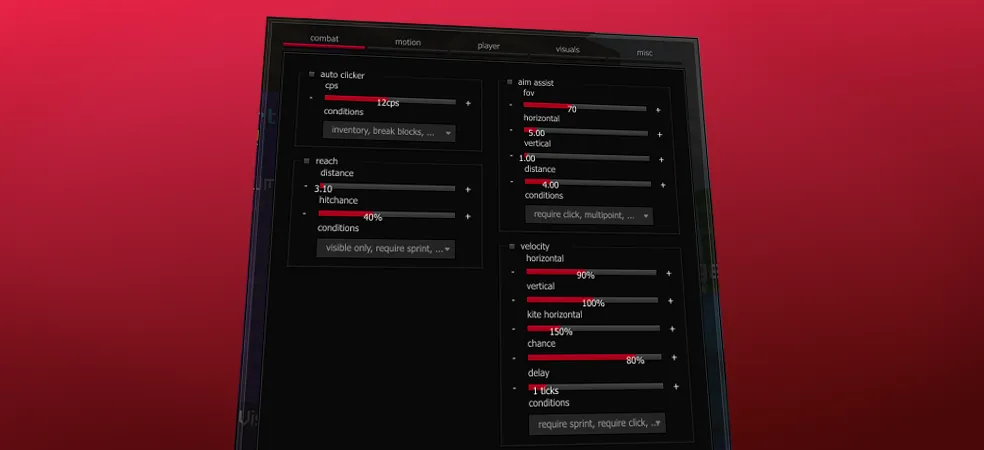 combat
motion
player
visuals
misc
auto clicker
cps
-
12cps
+
conditions
inventory, break blocks, ...
reach
distance
-
3.10
+
hitchance
-
40%
+
conditions
visible only, require sprint, ...
aim assist
fov
-
70
+
horizontal
-
5.00
+
vertical
-
1.00
+
distance
-
4.00
+
conditions
require click, multipoint, ...
velocity
horizontal
-
90%
+
vertical
-
100%
+
kite horizontal
-
150%
+
chance
-
80%
+
delay
-
1 ticks
+
conditions
require sprint, require click, ...